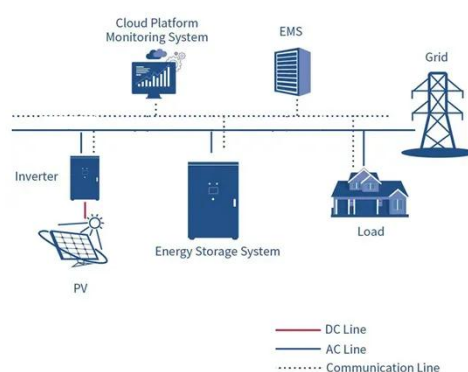 Cloud Platform
Monitoring System
EMS
Grid
Inverter
Energy Storage System
Load
PV
DC Line
AC Line
Communication Line